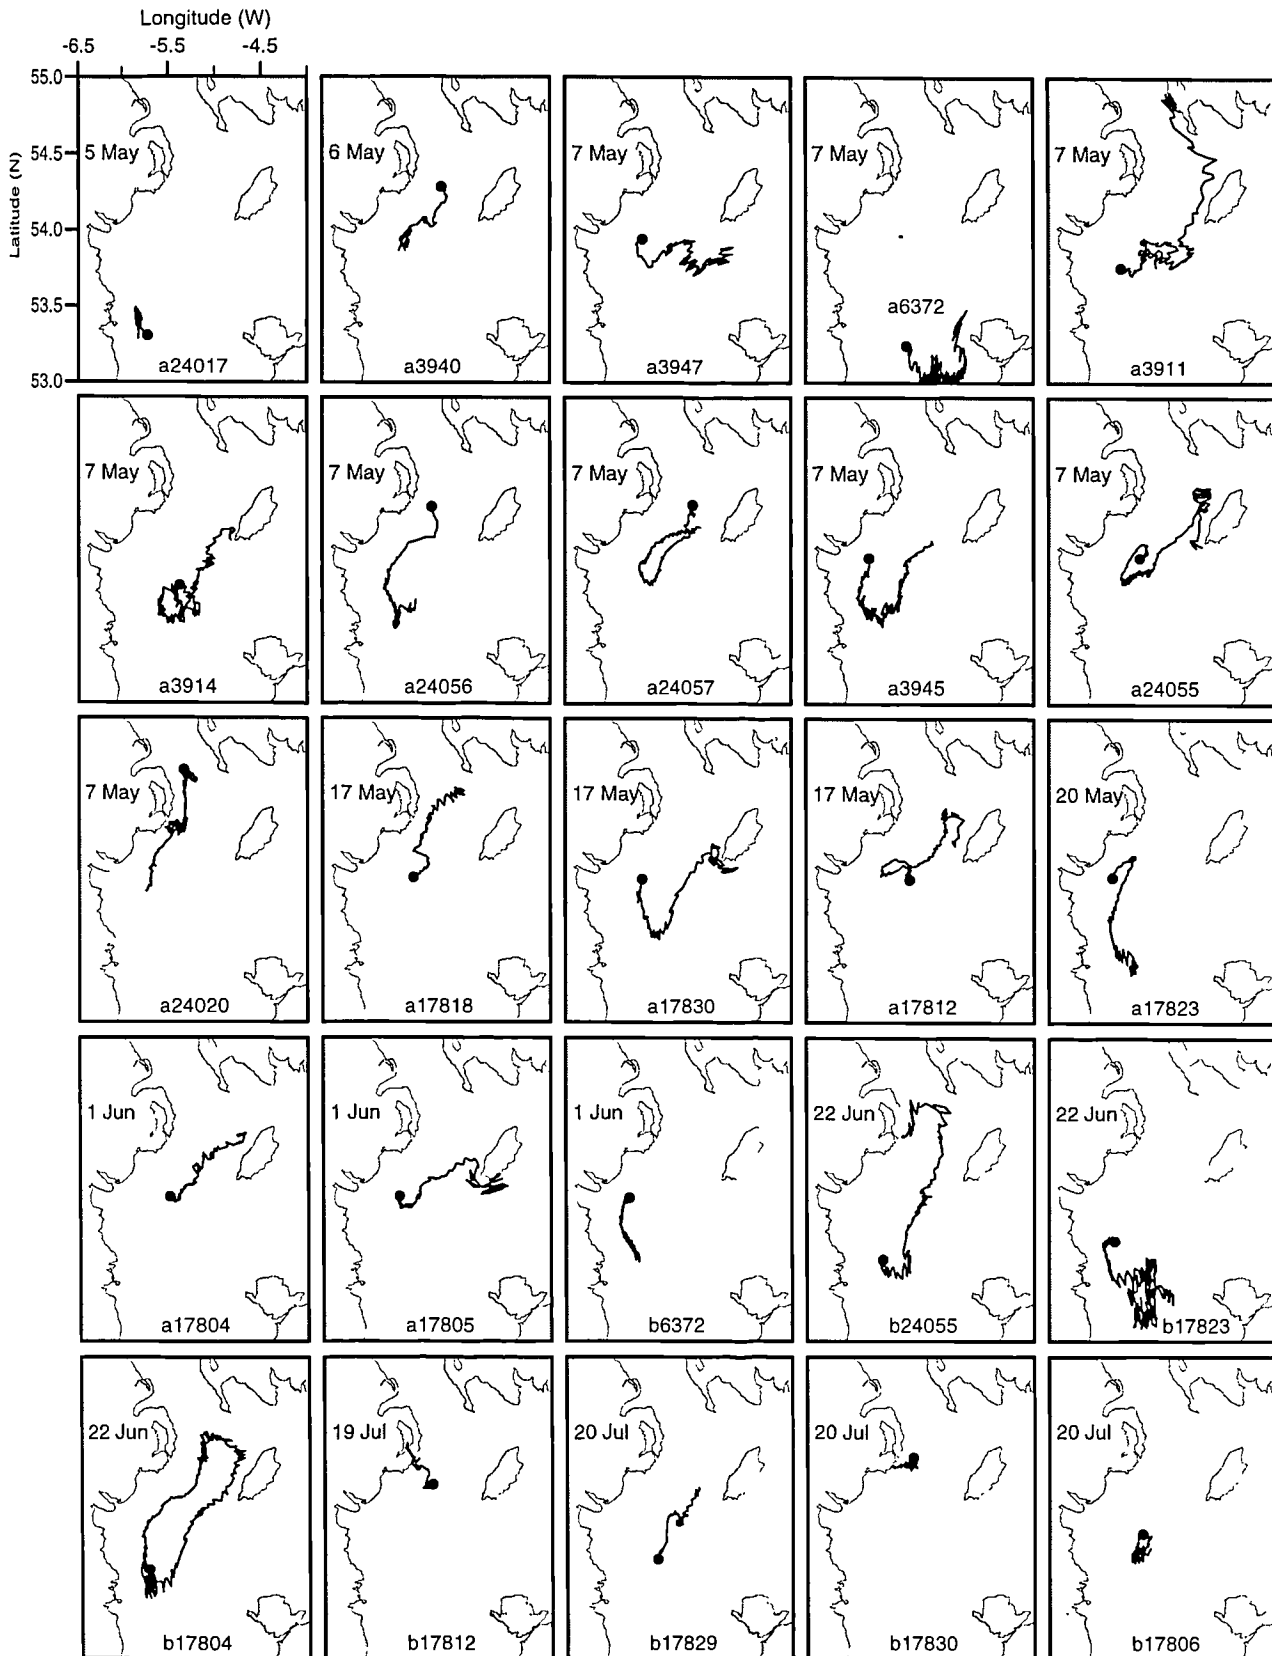 Longitude (W)
-6.5 -5.5 -4.5
Latitude (N)
55.0
54.5
54.0
53.5
53.0
5 May
a24017
6 May
a3940
7 May
a3947
7 May
a6372
7 May
a3911
7 May
a3914
7 May
a24056
7 May
a24057
7 May
a3945
7 May
a24055
7 May
a24020
17 May
a17818
17 May
a17830
17 May
a17812
20 May
a17823
1 Jun
a17804
1 Jun
a17805
1 Jun
b6372
22 Jun
b24055
22 Jun
b17823
22 Jun
b17804
19 Jul
b17812
20 Jul
b17829
20 Jul
b17830
20 Jul
b17806